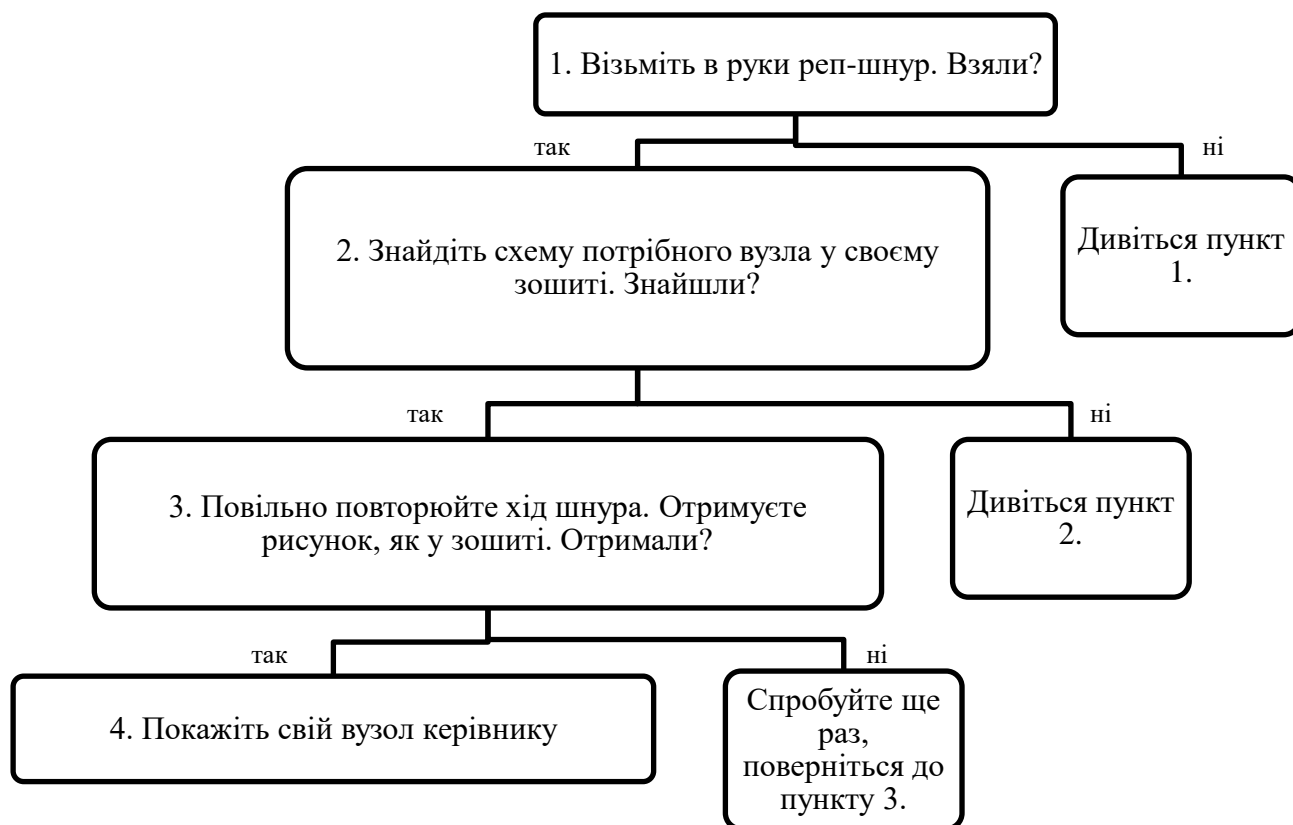 1. Візьміть в руки реп-шнур. Взяли?
так
ні
2. Знайдіть схему потрібного вузла у своєму
зошиті. Знайшли?
Дивіться пункт
1.
так
ні
3. Повільно повторюйте хід шнура. Отримуєте
рисунок, як у зошиті. Отримали?
Дивіться пункт
2.
так
ні
4. Покажіть свій вузол керівнику
Спробуйте ще
раз,
поверніться до
пункту 3.